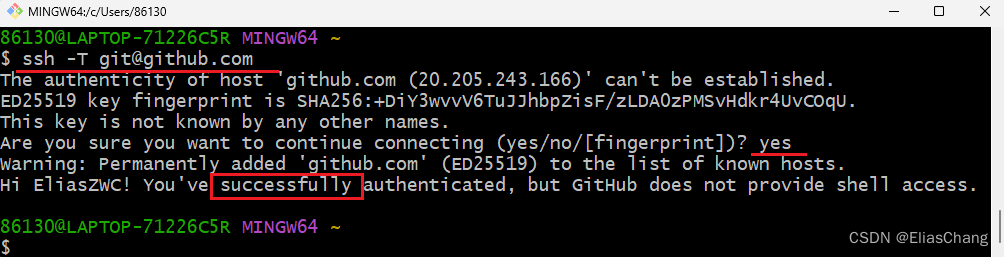 MINGW64:/c/Users/86130
86130@LAPTOP-71226C5R MINGW64 ~
$ ssh -T git@github.com
The authenticity of host 'github.com (20.205.243.166)' can't be established.
ED25519 key fingerprint is SHA256:+DiY3wvvV6TuJJhbpZisF/zLDA0zPMSvHdkr4UvCOqU.
This key is not known by any other names.
Are you sure you want to continue connecting (yes/no/[fingerprint])? yes
Warning: Permanently added 'github.com' (ED25519) to the list of known hosts.
Hi EliasZWC! You've successfully authenticated, but GitHub does not provide shell access.
86130@LAPTOP-71226C5R MINGW64 ~
$
CSDN @EliasChang